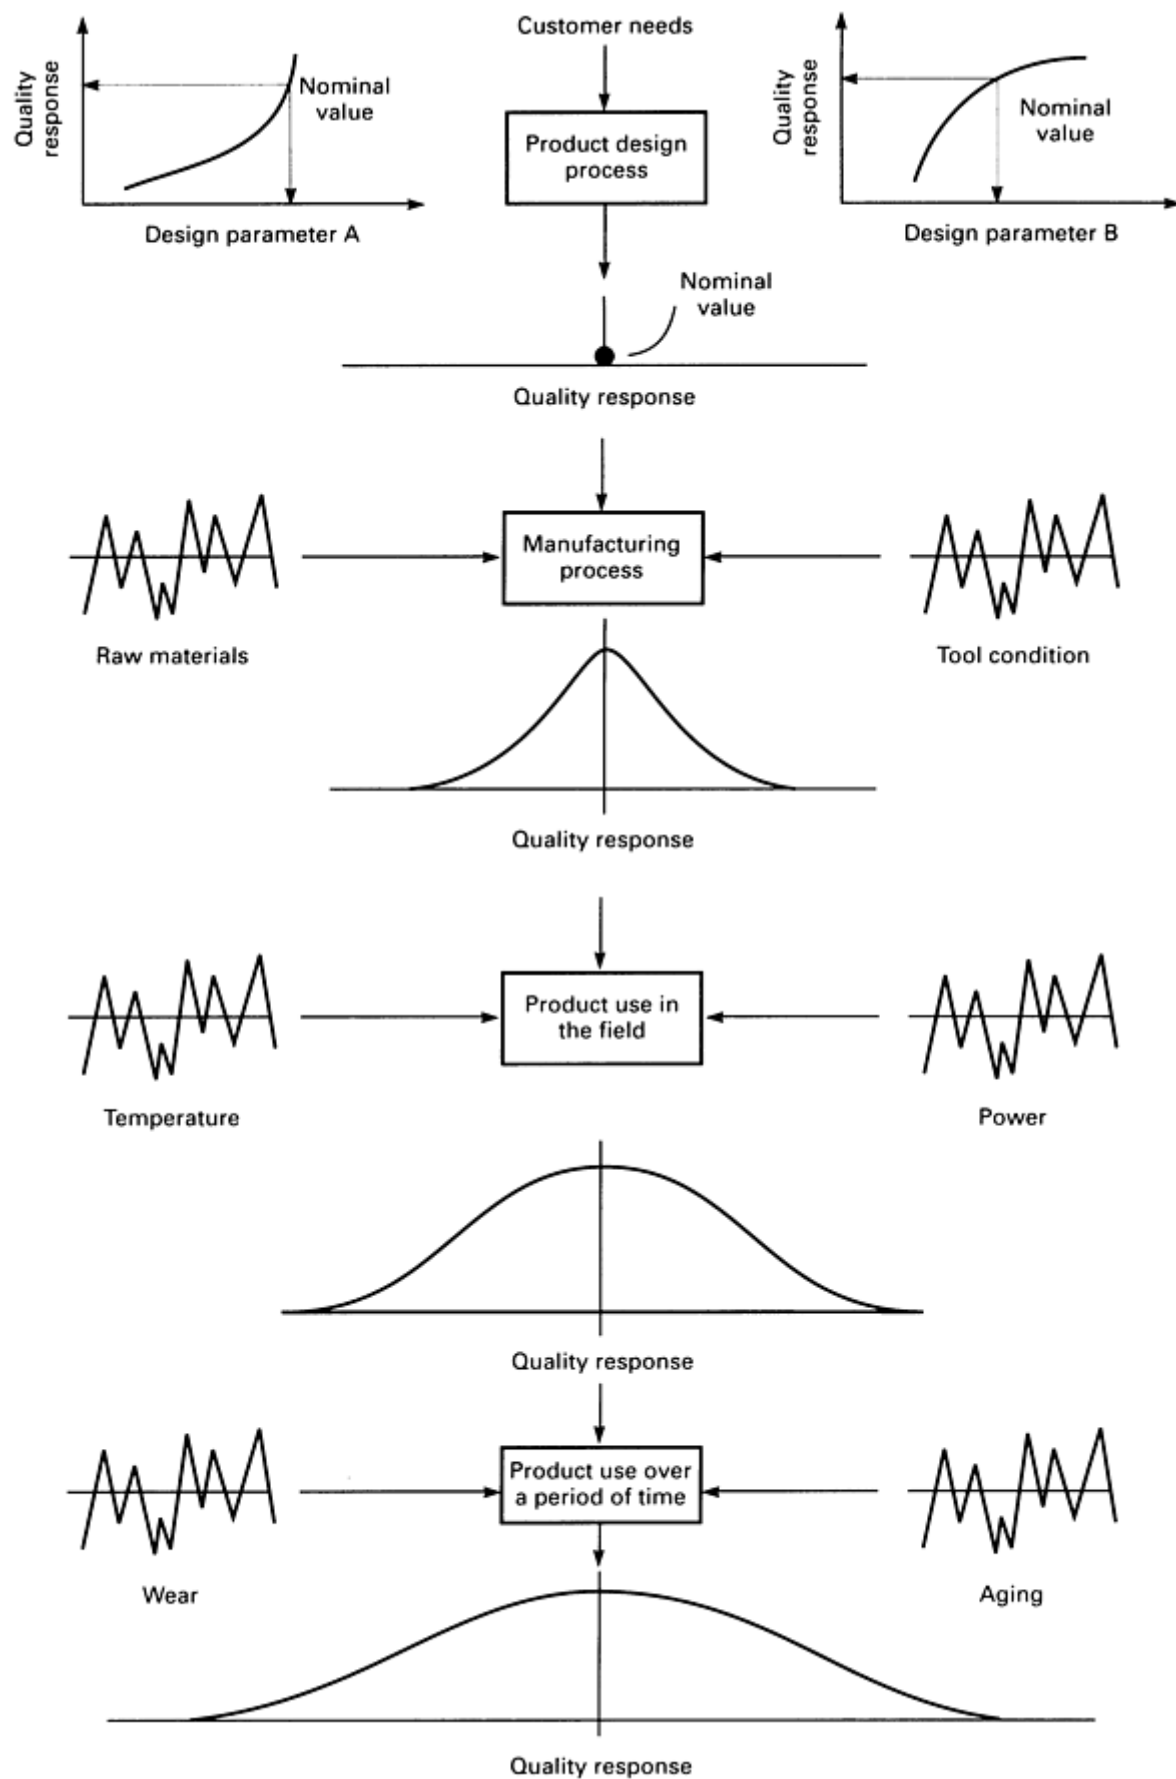 Customer needs
Quality
response
Nominal
value
Design parameter A
Product design
process
Quality
response
Nominal
value
Design parameter B
Nominal
value
Quality response
Raw materials
Manufacturing
process
Tool condition
Quality response
Temperature
Product use in
the field
Power
Quality response
Wear
Product use over
a period of time
Aging
Quality response